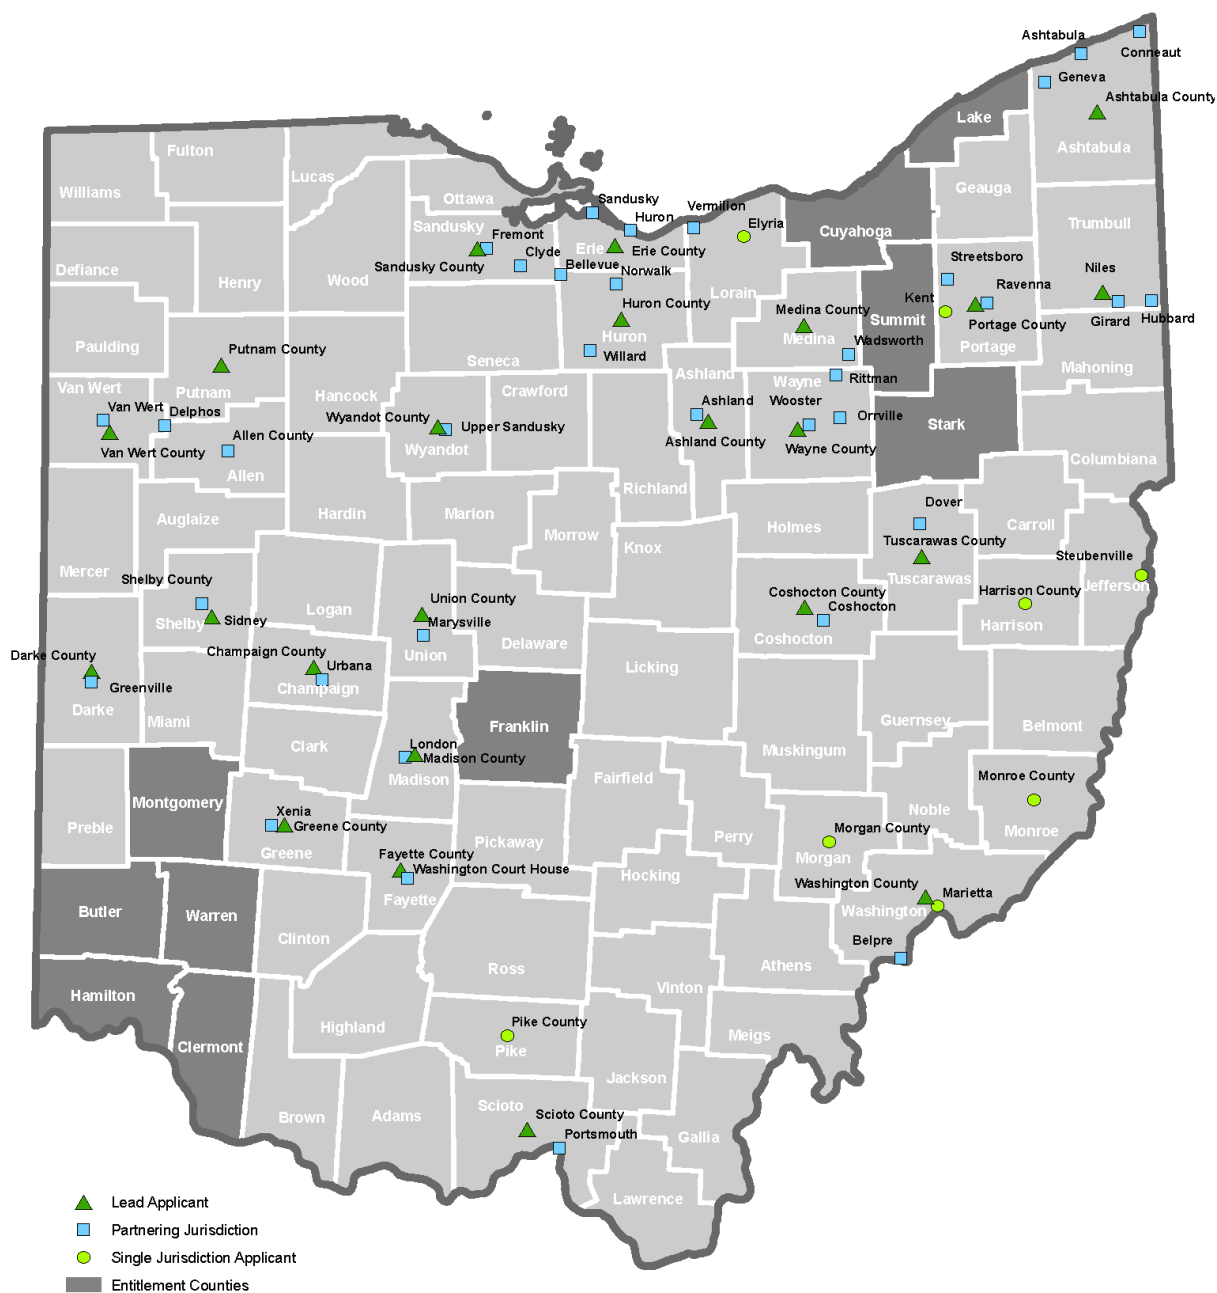 Ashtabula
Conneaut
Geneva
Ashtabula County
Lake
Ashtabula
Fulton
Williams
Lucas
Ottawa
Geauga
Sandusky
Huron
Vermilion
Elyria
Trumbull
Sandusky
Fremont
Cuyahoga
Erie
Erie County
Clyde
Streetsboro
Sandusky County
Bellevue
Norwalk
Niles
Defiance
Henry
Wood
Lorain
Ravenna
Kent
Huron County
Medina County
Girard
Hubbard
Summit
Portage County
Huron
Medina
Wadsworth
Portage
Paulding
Putnam County
Willard
Seneca
Mahoning
Ashland
Wayne
Rittman
Van Wert
Putnam
Hancock
Crawford
Van Wert
Delphos
Wyandot County
Upper Sandusky
Ashland
Wooster
Orrville
Stark
Allen County
Ashland County
Wayne County
Van Wert County
Wyandot
Columbiana
Allen
Richland
Dover
Auglaize
Hardin
Marion
Holmes
Carroll
Morrow
Knox
Tuscarawas County
Steubenville
Mercer
Shelby County
Tuscarawas
Jefferson
Coshocton County
Harrison County
Logan
Union County
Coshocton
Shelby
Sidney
Marysville
Harrison
Coshocton
Delaware
Darke County
Champaign County
Urbana
Union
Licking
Greenville
Champaign
Darke
Miami
Guernsey
Franklin
Belmont
Clark
London
Madison County
Muskingum
Madison
Fairfield
Monroe County
Montgomery
Xenia
Greene County
Noble
Preble
Morgan County
Monroe
Perry
Pickaway
Greene
Fayette County
Washington Court House
Morgan
Hocking
Washington County
Marietta
Fayette
Butler
Warren
Washington
Clinton
Belpre
Ross
Athens
Hamilton
Vinton
Pike County
Highland
Meigs
Clermont
Pike
Jackson
Scioto
Brown
Adams
Scioto County
Portsmouth
Gallia
Lawrence
Lead Applicant
Partnering Jurisdiction
Single Jurisdiction Applicant
Entitlement Counties